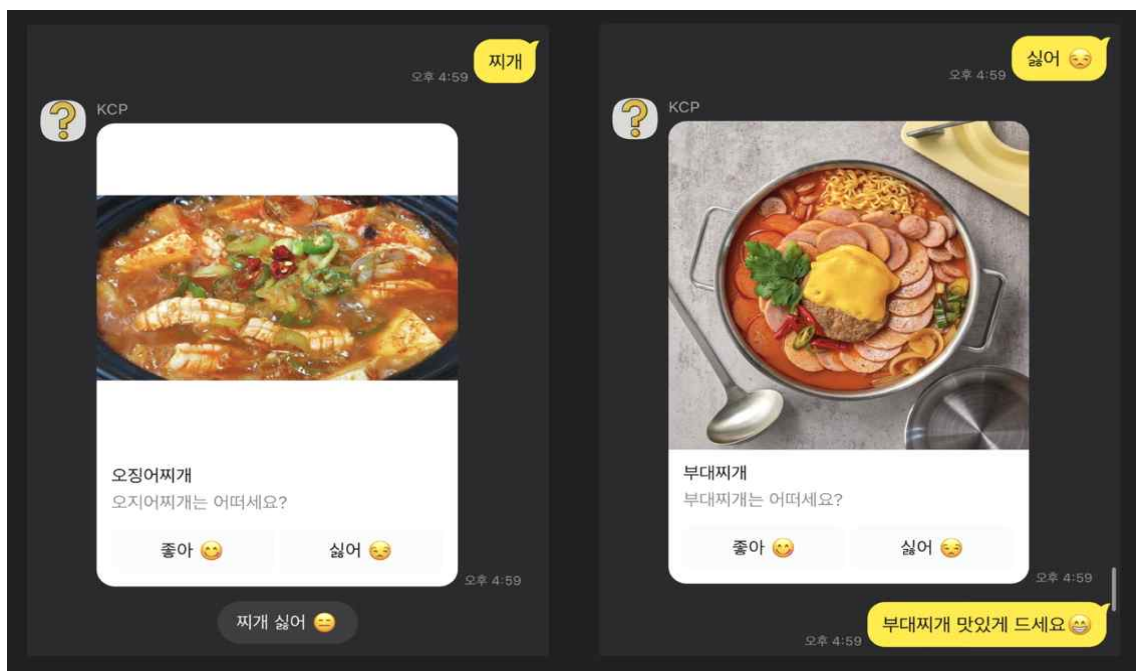 찌개
오후 4:59
KCP
오징어찌개
오지어찌개는 어떠세요?
좋아 😋
싫어 😒
오후 4:59
찌개 싫어 😑
싫어 😒
오후 4:59
KCP
부대찌개
부대찌개는 어떠세요?
좋아 😋
싫어 😒
오후 4:59
부대찌개 맛있게 드세요😁
오후 4:59